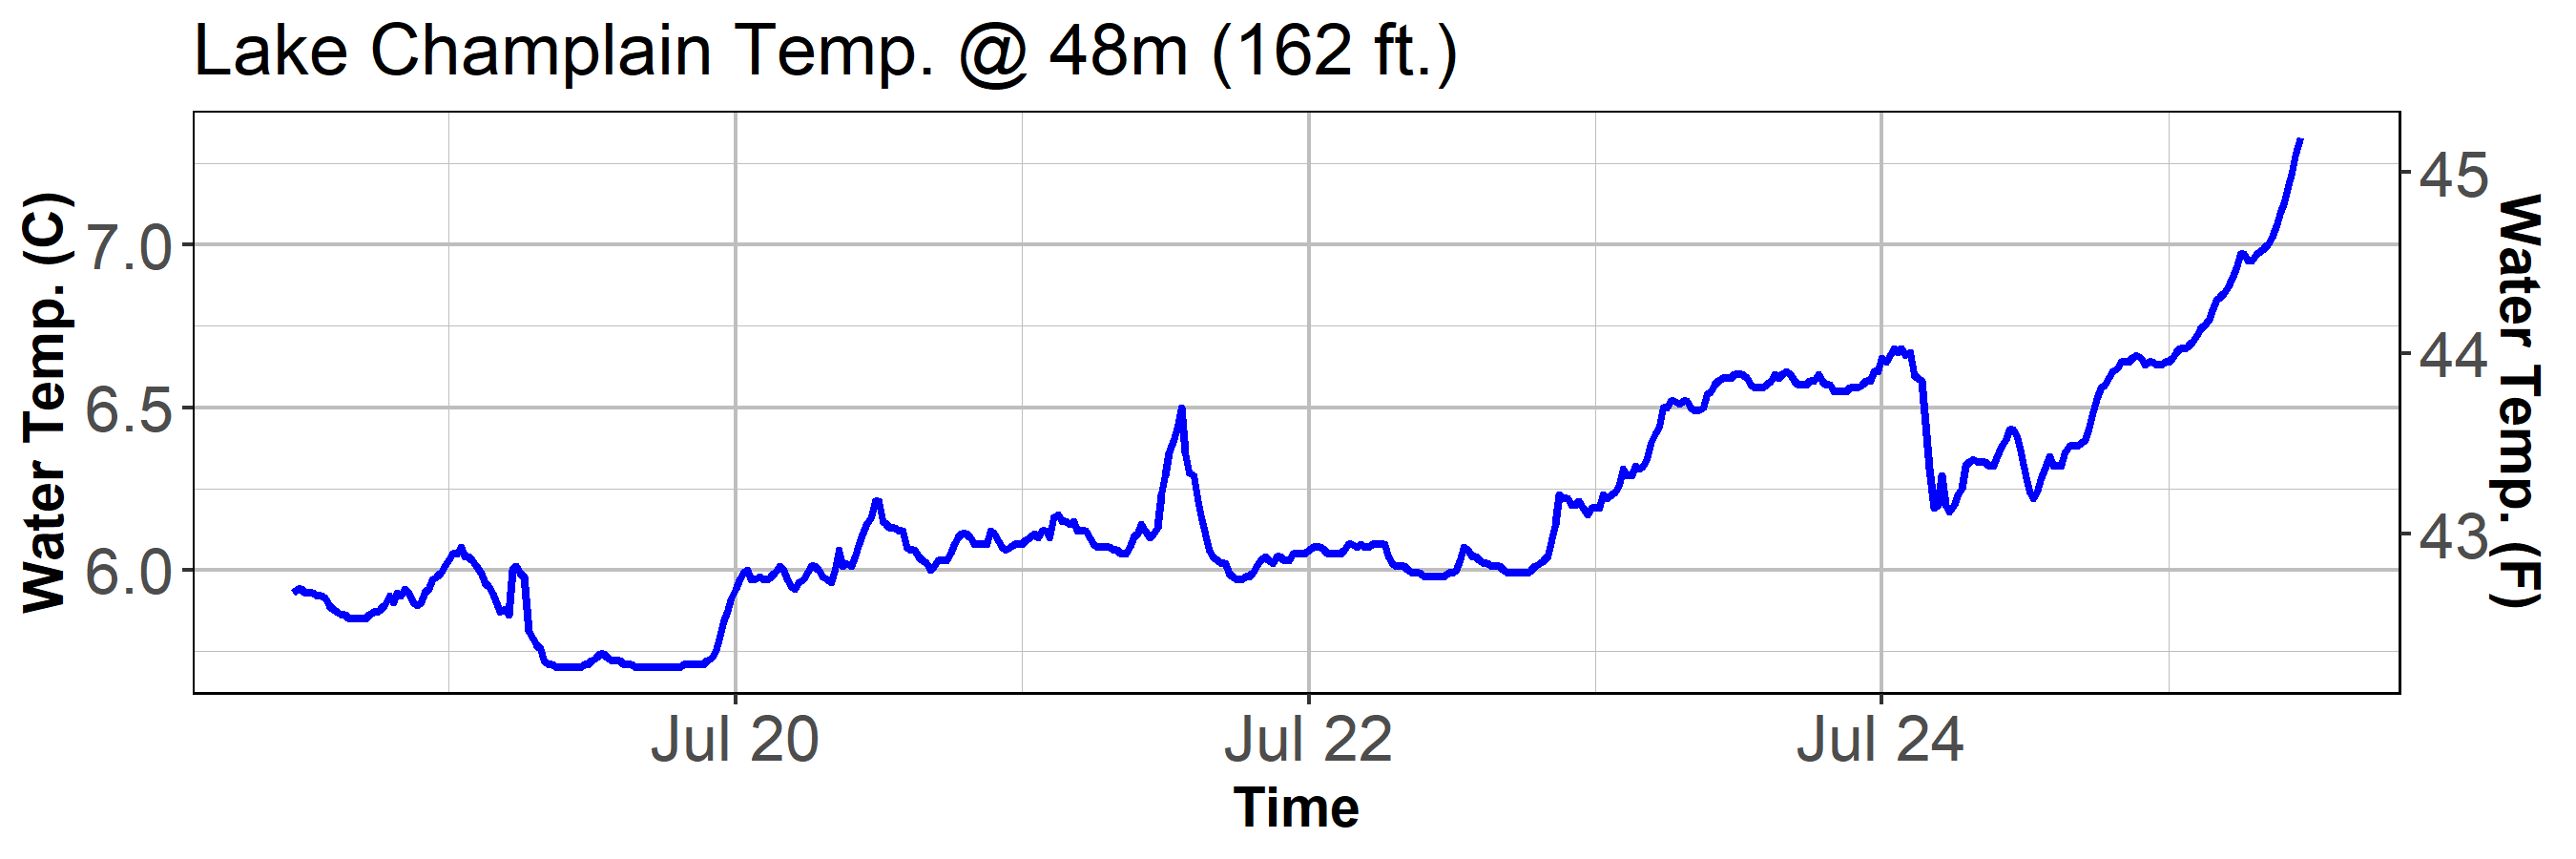 Lake Champlain Temp. @ 48m (162 ft.)
Water Temp. (C)
7.0
6.5
6.0
45
44
43
Water Temp. (F)
Jul 20 Jul 22 Jul 24
Time